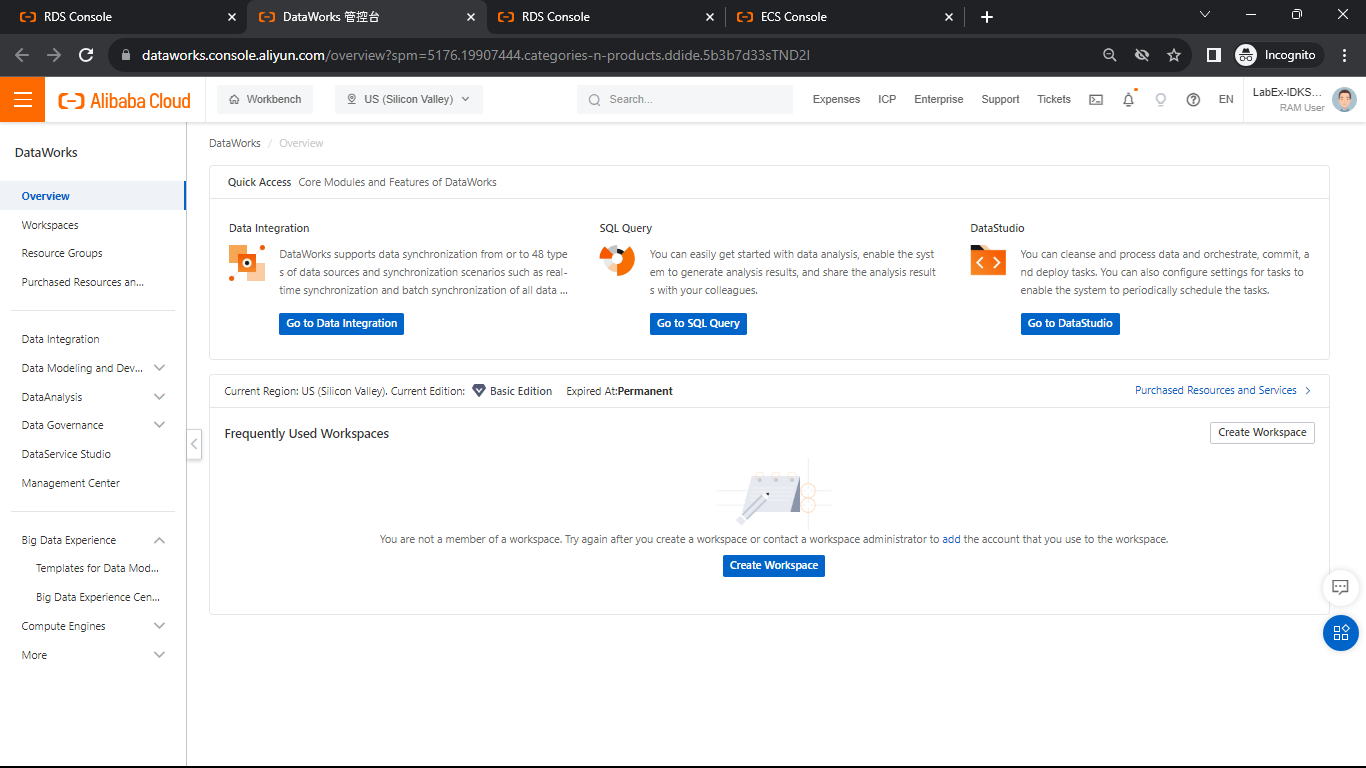 RDS Console
DataWorks 管控台
RDS Console
ECS Console
dataworks.console.aliyun.com/overview?spm=5176.19907444.categories-n-products.ddide.5b3b7d33sTND2I
Incognito
Alibaba Cloud
Workbench
US (Silicon Valley)
Search...
Expenses
ICP
Enterprise
Support
Tickets
EN
LabEx-IDKS...
RAM User
DataWorks
Overview
Workspaces
Resource Groups
Purchased Resources an...
Data Integration
Data Modeling and Dev...
DataAnalysis
Data Governance
DataService Studio
Management Center
Big Data Experience
Templates for Data Mod...
Big Data Experience Cen...
Compute Engines
More
DataWorks / Overview
Quick Access Core Modules and Features of DataWorks
Data Integration
DataWorks supports data synchronization from or to 48 type
s of data sources and synchronization scenarios such as real-
time synchronization and batch synchronization of all data ...
Go to Data Integration
SQL Query
You can easily get started with data analysis, enable the syst
em to generate analysis results, and share the analysis result
s with your colleagues.
Go to SQL Query
DataStudio
You can cleanse and process data and orchestrate, commit, a
nd deploy tasks. You can also configure settings for tasks to
enable the system to periodically schedule the tasks.
Go to DataStudio
Current Region: US (Silicon Valley). Current Edition: Basic Edition Expired At:Permanent
Purchased Resources and Services
Frequently Used Workspaces
Create Workspace
You are not a member of a workspace. Try again after you create a workspace or contact a workspace administrator to add the account that you use to the workspace.
Create Workspace